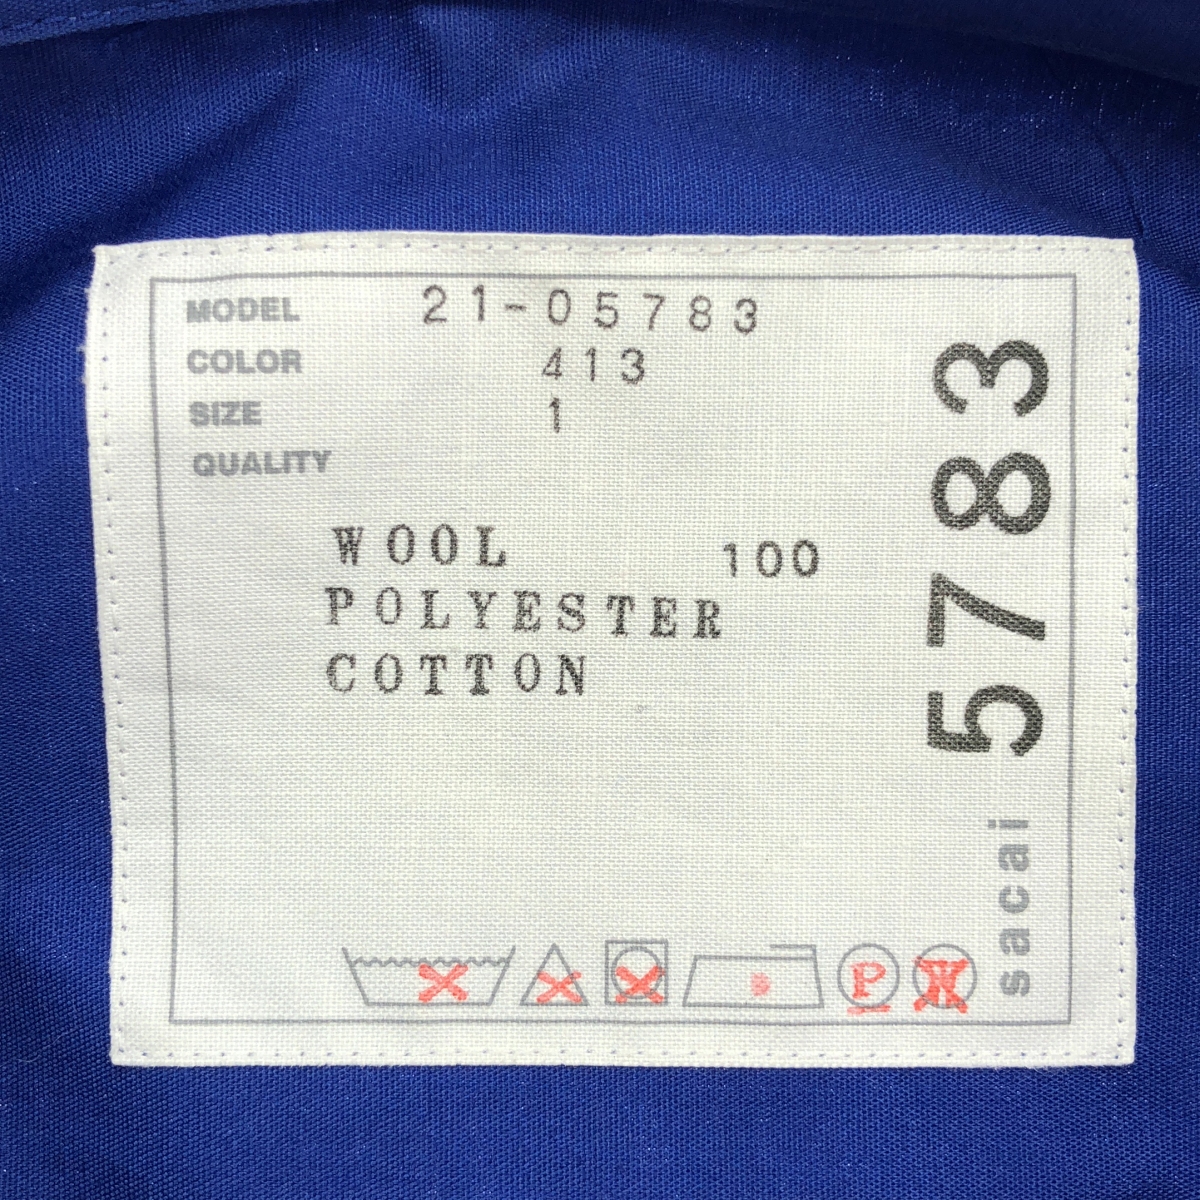 MODEL 21-05783
COLOR 413
SIZE 1
QUALITY
WOOL 100
POLYESTER
COTTON
sacai 5783
P W